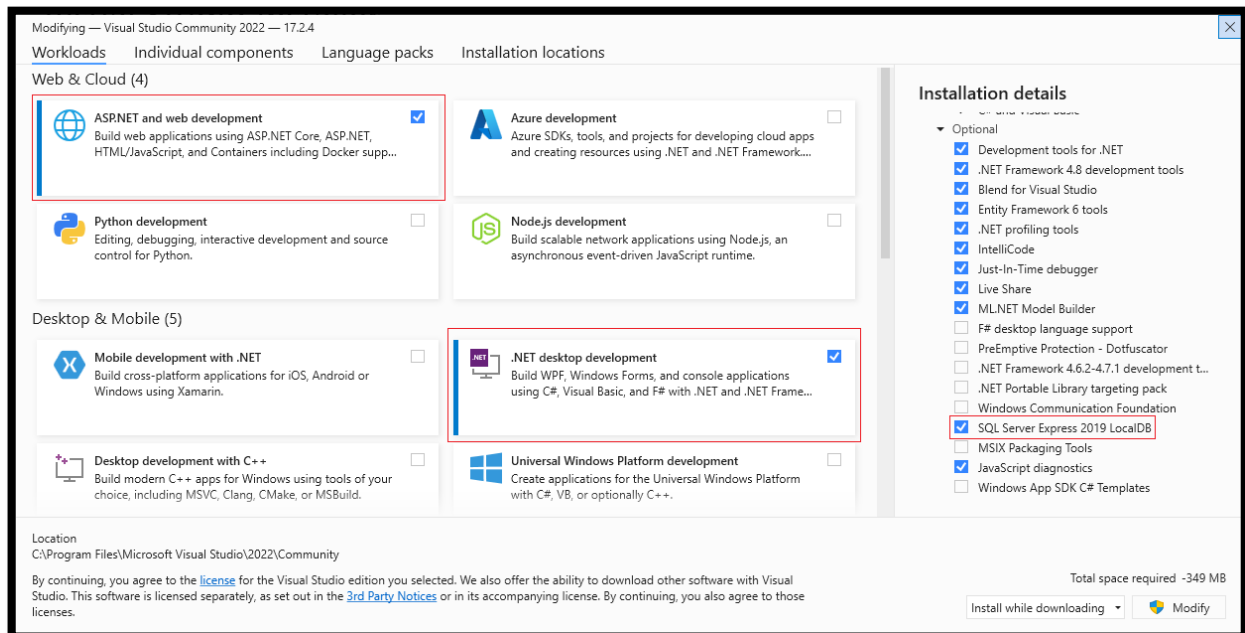 Modifying — Visual Studio Community 2022 — 17.2.4
Workloads
Individual components
Language packs
Installation locations
Web & Cloud (4)
ASP.NET and web development
Build web applications using ASP.NET Core, ASP.NET,
HTML/JavaScript, and Containers including Docker supp...
Azure development
Azure SDKs, tools, and projects for developing cloud apps
and creating resources using .NET and .NET Framework....
Python development
Editing, debugging, interactive development and source
control for Python.
JS
Node.js development
Build scalable network applications using Node.js, an
asynchronous event-driven JavaScript runtime.
Desktop & Mobile (5)
Mobile development with .NET
Build cross-platform applications for iOS, Android or
Windows using Xamarin.
.NET
.NET desktop development
Build WPF, Windows Forms, and console applications
using C#, Visual Basic, and F# with .NET and .NET Frame...
Desktop development with C++
Build modern C++ apps for Windows using tools of your
choice, including MSVC, Clang, CMake, or MSBuild.
Universal Windows Platform development
Create applications for the Universal Windows Platform
with C#, VB, or optionally C++.
Installation details
C# and Visual Basic
Optional
Development tools for .NET
.NET Framework 4.8 development tools
Blend for Visual Studio
Entity Framework 6 tools
.NET profiling tools
IntelliCode
Just-In-Time debugger
Live Share
ML.NET Model Builder
F# desktop language support
PreEmptive Protection - Dotfuscator
.NET Framework 4.6.2-4.7.1 development t...
.NET Portable Library targeting pack
Windows Communication Foundation
SQL Server Express 2019 LocalDB
MSIX Packaging Tools
JavaScript diagnostics
Windows App SDK C# Templates
Location
C:\Program Files\Microsoft Visual Studio\2022\Community
By continuing, you agree to the license for the Visual Studio edition you selected. We also offer the ability to download other software with Visual
Studio. This software is licensed separately, as set out in the 3rd Party Notices or in its accompanying license. By continuing, you also agree to those
licenses.
Total space required -349 MB
Install while downloading
Modify